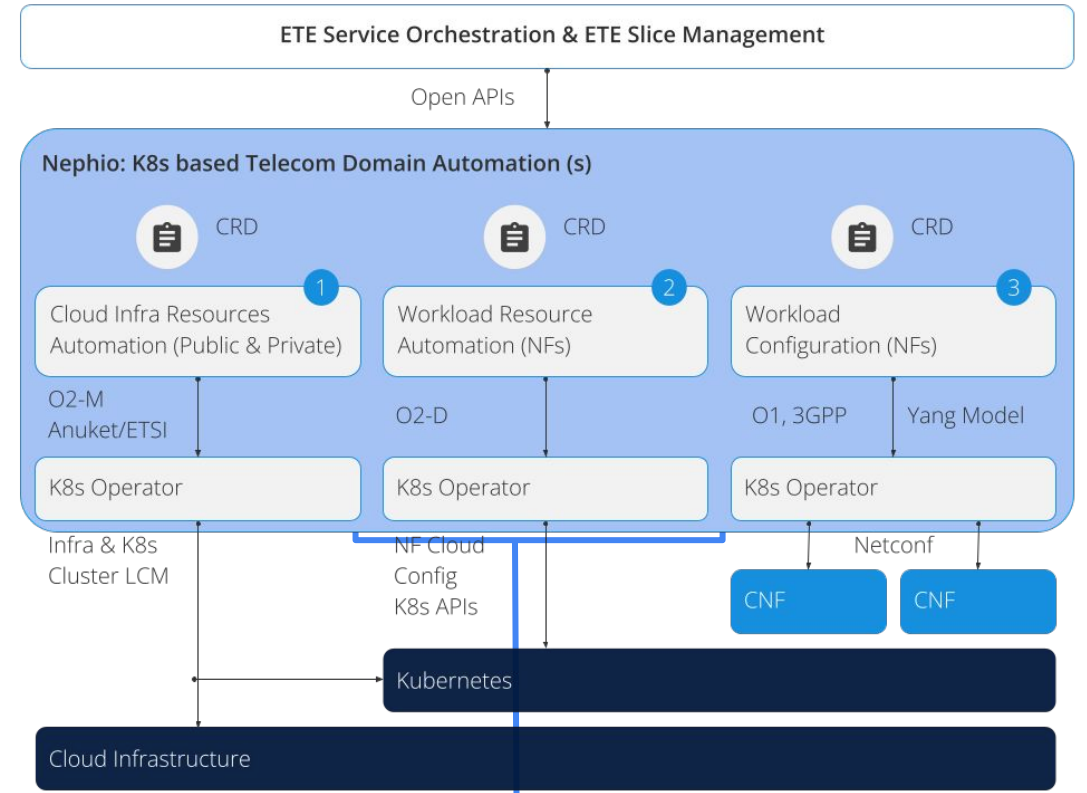 ETE Service Orchestration & ETE Slice Management
Open APIs
Nephio: K8s based Telecom Domain Automation (s)
CRD
CRD
CRD
1
2
3
Cloud Infra Resources
Automation (Public & Private)
Workload Resource
Automation (NFs)
Workload
Configuration (NFs)
O2-M
Anuket/ETSI
O2-D
O1, 3GPP
Yang Model
K8s Operator
K8s Operator
K8s Operator
Infra & K8s
Cluster LCM
NF Cloud
Config
K8s APIs
Netconf
CNF
CNF
Kubernetes
Cloud Infrastructure